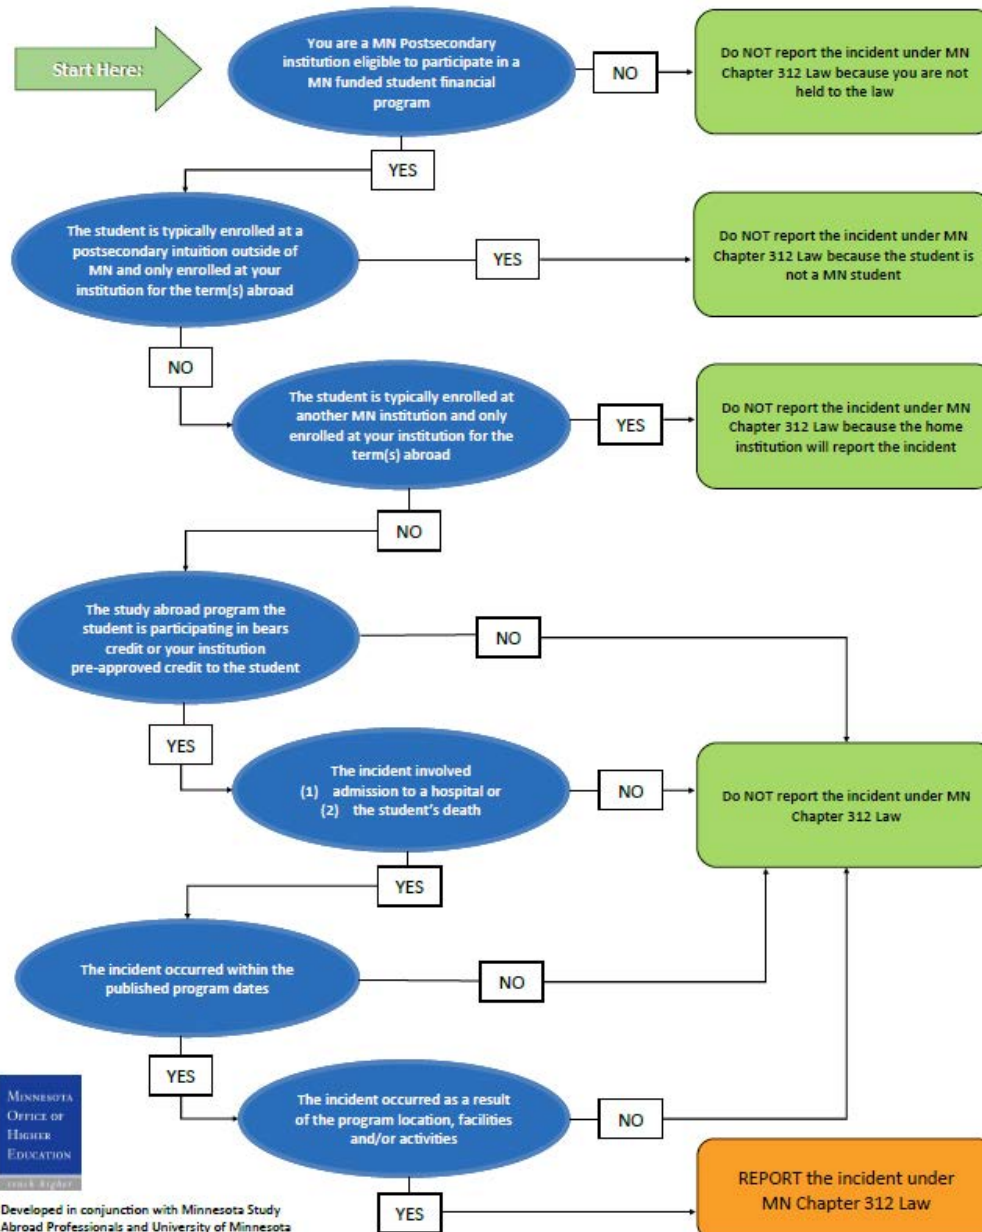 Start Here:
You are a MN Postsecondary
institution eligible to participate in a
MN funded student financial
program
NO
Do NOT report the incident under MN
Chapter 312 Law because you are not
held to the law
YES
The student is typically enrolled at a
postsecondary intuition outside of
MN and only enrolled at your
institution for the term(s) abroad
YES
Do NOT report the incident under MN
Chapter 312 Law because the student is
not a MN student
NO
The student is typically enrolled at
another MN institution and only
enrolled at your institution for the
term(s) abroad
YES
Do NOT report the incident under MN
Chapter 312 Law because the home
institution will report the incident
NO
The study abroad program the
student is participating in bears
credit or your institution
pre-approved credit to the student
NO
YES
The incident involved
(1) admission to a hospital or
(2) the student's death
NO
Do NOT report the incident under MN
Chapter 312 Law
YES
The incident occurred within the
published program dates
NO
YES
The incident occurred as a result
of the program location, facilities
and/or activities
NO
MINNESOTA
OFFICE OF
HIGHER
EDUCATION
reach higher
YES
REPORT the incident under
MN Chapter 312 Law
Developed in conjunction with Minnesota Study
Abroad Professionals and University of Minnesota